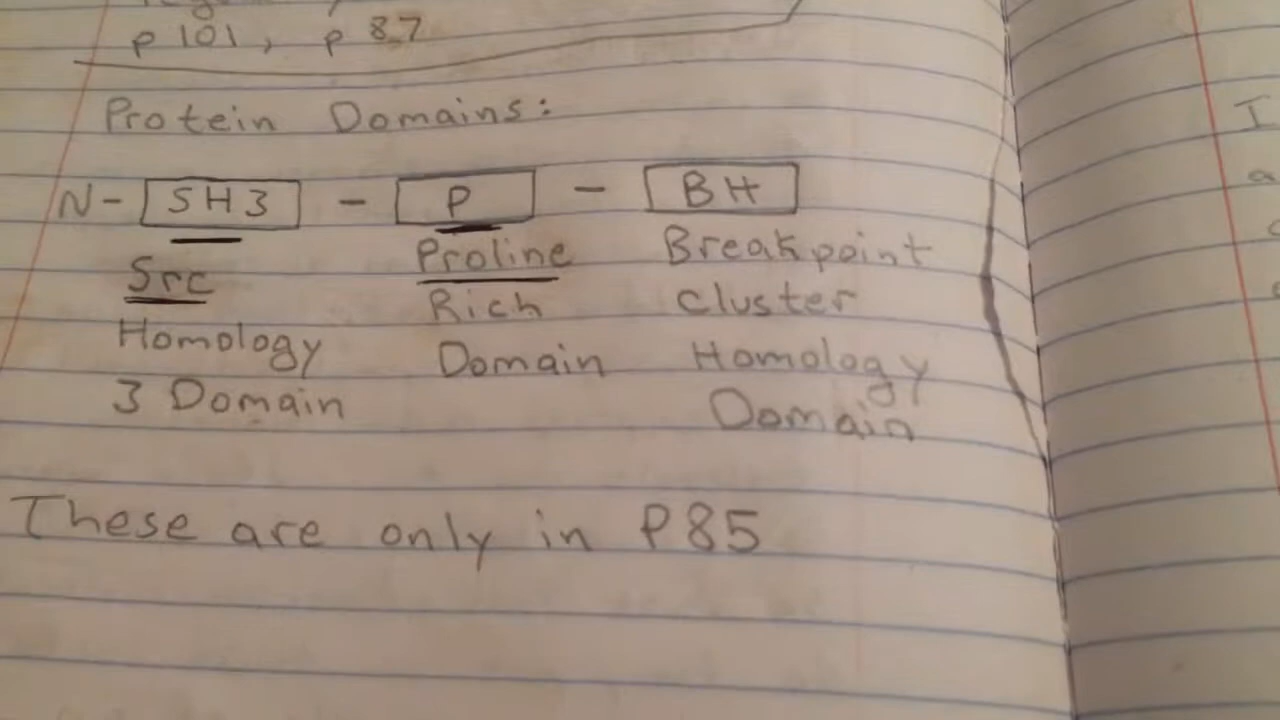 p 101, p 87
Protein Domains:
N- SH3 - P - BH
Src
Homology
3 Domain
Proline
Rich
Domain
Breakpoint
Cluster
Homology
Domain
These are only in P85